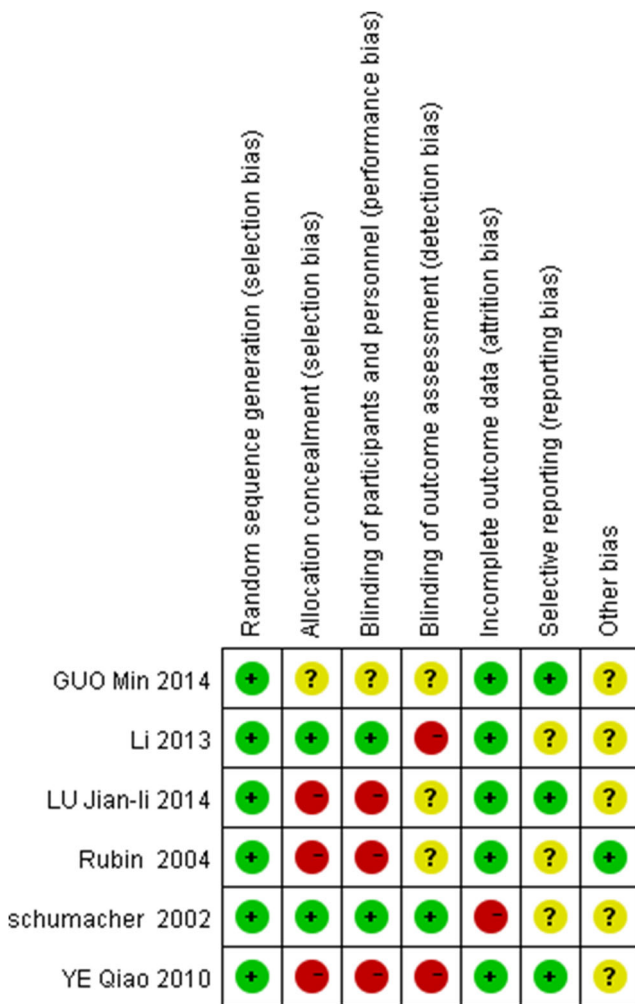 Random sequence generation (selection bias)
Allocation concealment (selection bias)
Blinding of participants and personnel (performance bias)
Blinding of outcome assessment (detection bias)
Incomplete outcome data (attrition bias)
Selective reporting (reporting bias)
Other bias
GUO Min 2014 + ? ? ? + + ?
Li 2013 + + + - + ? ?
LU Jian-li 2014 + - - ? + + ?
Rubin 2004 + - - ? + ? +
schumacher 2002 + + + + - ? ?
YE Qiao 2010 + - - - + + ?